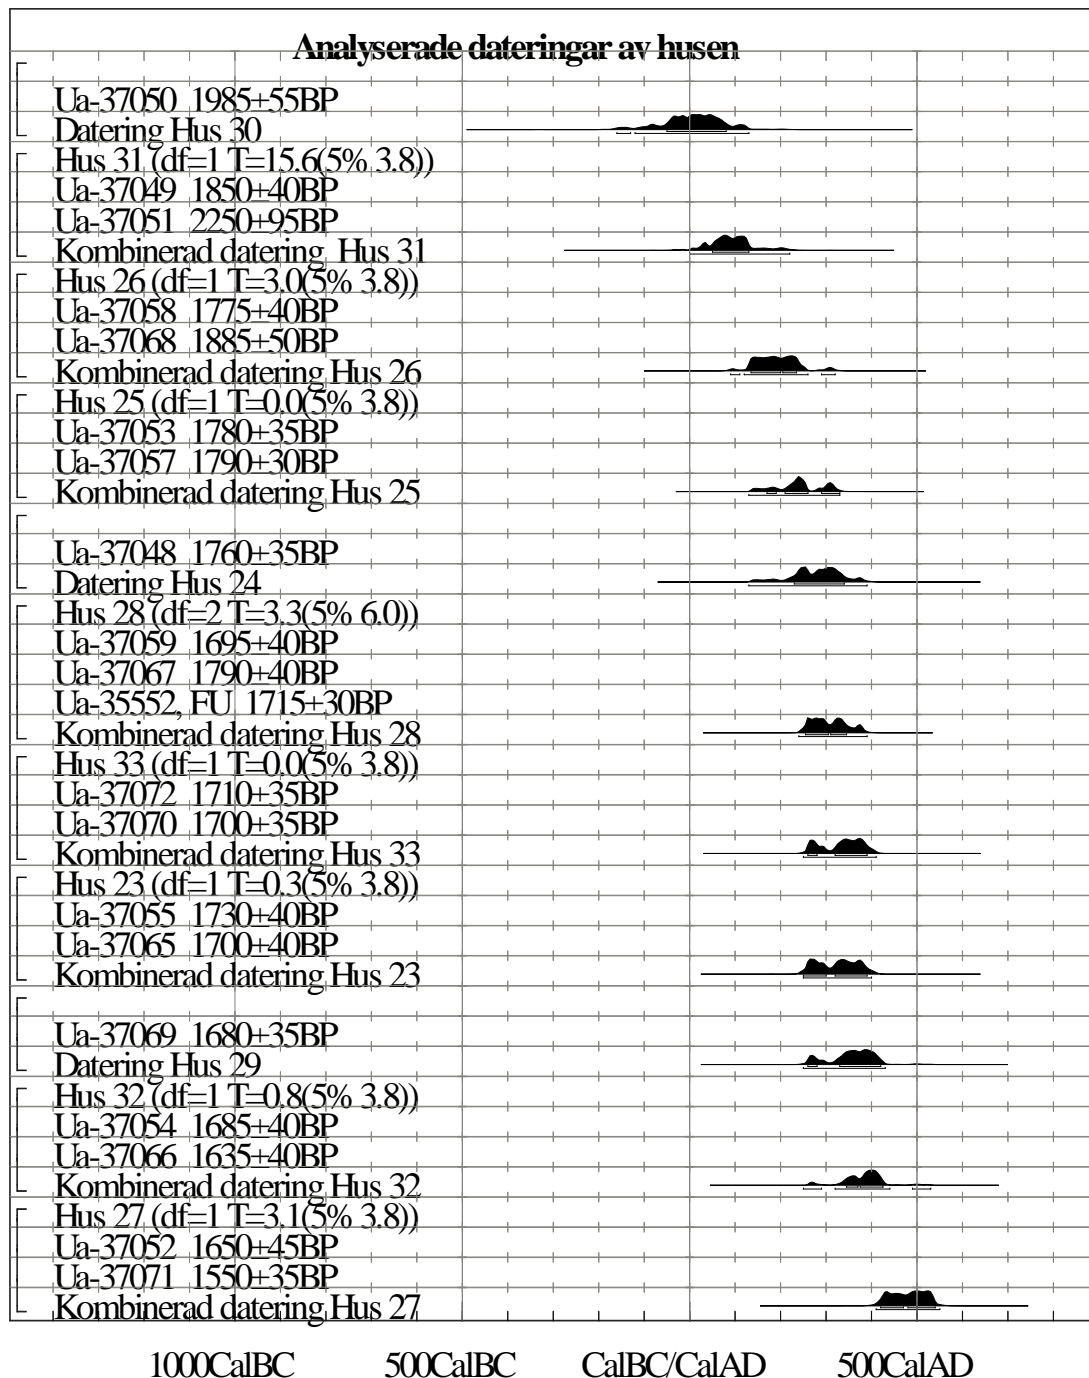 Analyserade dateringar av husen
Ua-37050 1985±55BP
Datering Hus 30
Hus 31 (df=1 T=15.6(5% 3.8))
Ua-37049 1850±40BP
Ua-37051 2250±95BP
Kombinerad datering Hus 31
Hus 26 (df=1 T=3.0(5% 3.8))
Ua-37058 1775±40BP
Ua-37068 1885±50BP
Kombinerad datering Hus 26
Hus 25 (df=1 T=0.0(5% 3.8))
Ua-37053 1780±35BP
Ua-37057 1790±30BP
Kombinerad datering Hus 25
Ua-37048 1760±35BP
Datering Hus 24
Hus 28 (df=2 T=3.3(5% 6.0))
Ua-37059 1695±40BP
Ua-37067 1790±40BP
Ua-35552, FU 1715±30BP
Kombinerad datering Hus 28
Hus 33 (df=1 T=0.0(5% 3.8))
Ua-37072 1710±35BP
Ua-37070 1700±35BP
Kombinerad datering Hus 33
Hus 23 (df=1 T=0.3(5% 3.8))
Ua-37055 1730±40BP
Ua-37065 1700±40BP
Kombinerad datering Hus 23
Ua-37069 1680±35BP
Datering Hus 29
Hus 32 (df=1 T=0.8(5% 3.8))
Ua-37054 1685±40BP
Ua-37066 1635±40BP
Kombinerad datering Hus 32
Hus 27 (df=1 T=3.1(5% 3.8))
Ua-37052 1650±45BP
Ua-37071 1550±35BP
Kombinerad datering Hus 27
1000CalBC 500CalBC CalBC/CalAD 500CalAD